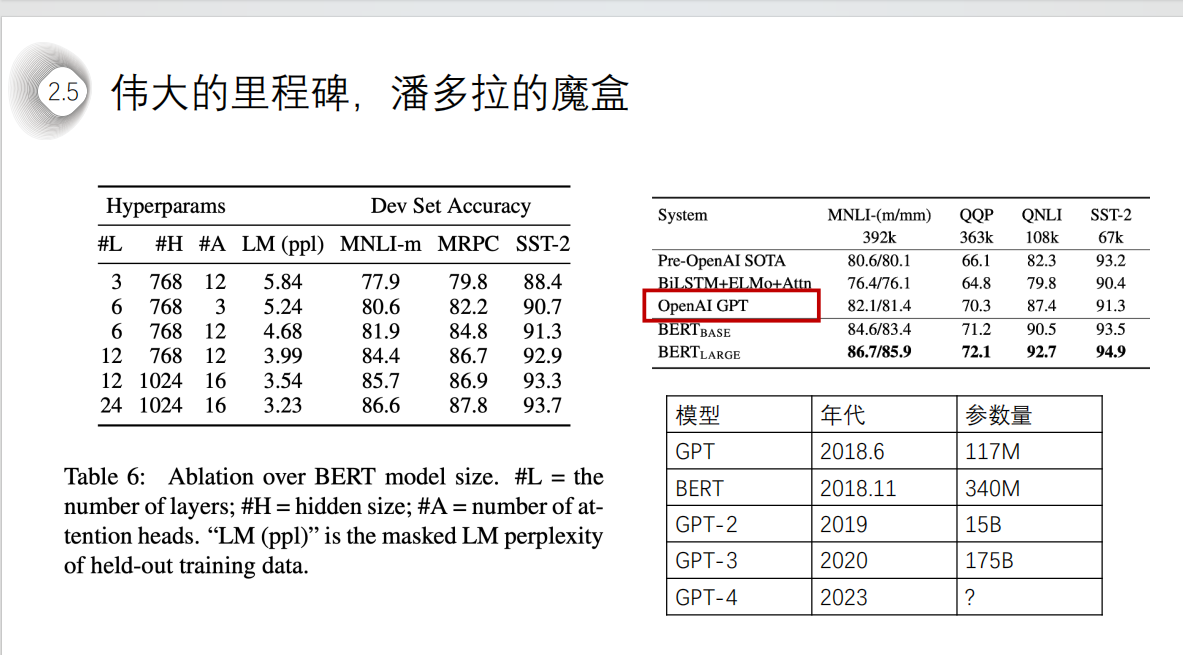 2.5
伟大的里程碑，潘多拉的魔盒
Hyperparams Dev Set Accuracy
#L #H #A LM (ppl) MNLI-m MRPC SST-2
3 768 12 5.84 77.9 79.8 88.4
6 768 3 5.24 80.6 82.2 90.7
6 768 12 4.68 81.9 84.8 91.3
12 768 12 3.99 84.4 86.7 92.9
12 1024 16 3.54 85.7 86.9 93.3
24 1024 16 3.23 86.6 87.8 93.7
Table 6: Ablation over BERT model size. #L = the
number of layers; #H = hidden size; #A = number of at-
tention heads. “LM (ppl)” is the masked LM perplexity
of held-out training data.
System MNLI-(m/mm) QQP QNLI SST-2
392k 363k 108k 67k
Pre-OpenAI SOTA 80.6/80.1 66.1 82.3 93.2
BiLSTM+ELMo+Attn 76.4/76.1 64.8 79.8 90.4
OpenAI GPT 82.1/81.4 70.3 87.4 91.3
BERTBASE 84.6/83.4 71.2 90.5 93.5
BERTLARGE 86.7/85.9 72.1 92.7 94.9
模型 年代 参数量
GPT 2018.6 117M
BERT 2018.11 340M
GPT-2 2019 15B
GPT-3 2020 175B
GPT-4 2023 ?